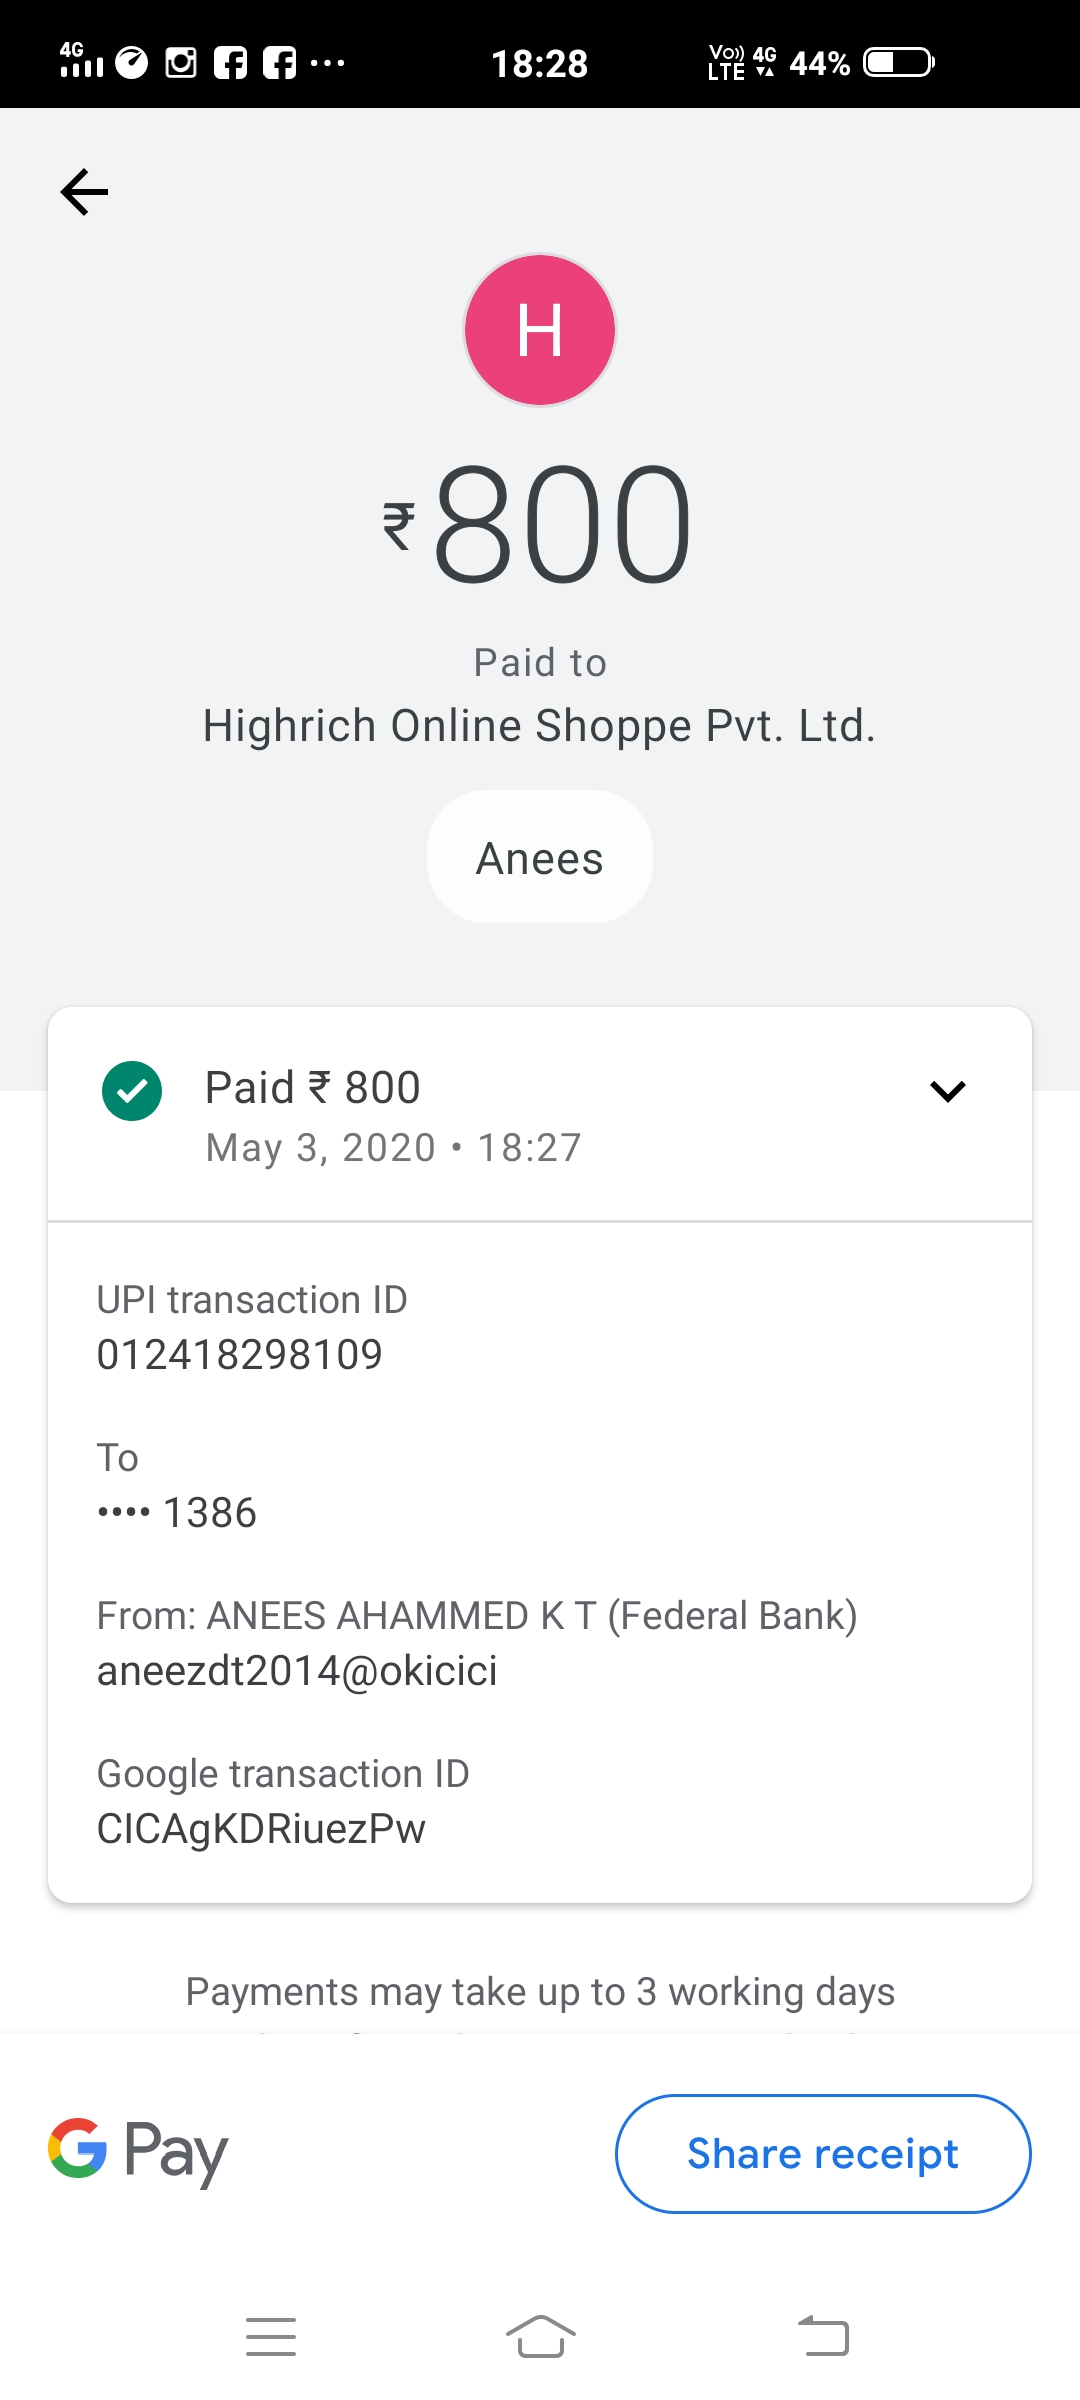 4G
18:28
Vo)) LTE 4G 44%
H
₹800
Paid to
Highrich Online Shoppe Pvt. Ltd.
Anees
Paid ₹ 800
May 3, 2020 • 18:27
UPI transaction ID
012418298109
To
•••• 1386
From: ANEES AHAMMED K T (Federal Bank)
aneezdt2014@okicici
Google transaction ID
CICAgKDRiuezPw
Payments may take up to 3 working days
G Pay
Share receipt